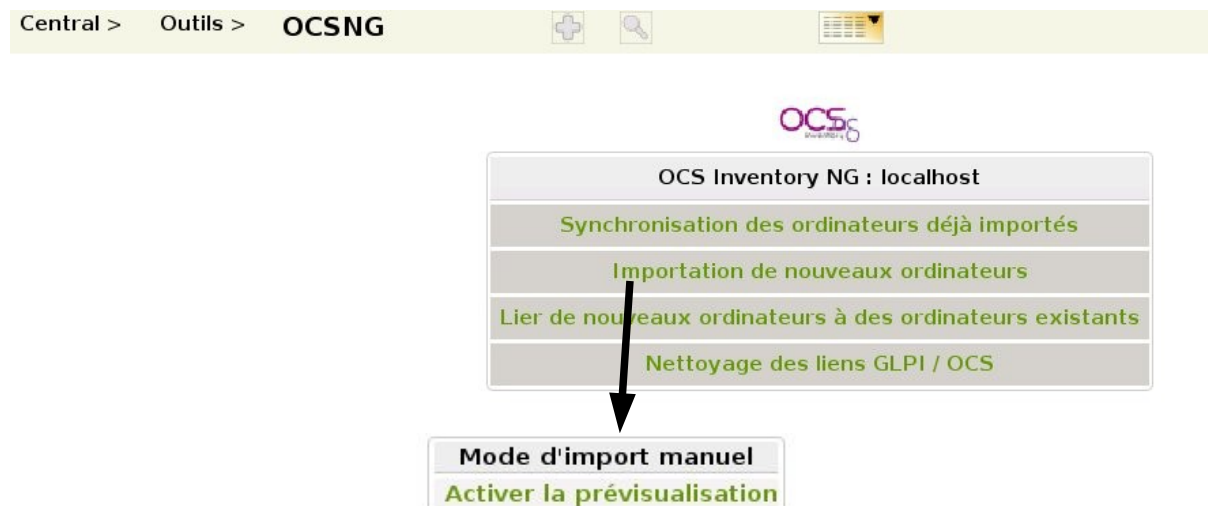 Central > Outils > OCSNG
OCS
inventory
OCS Inventory NG : localhost
Synchronisation des ordinateurs déjà importés
Importation de nouveaux ordinateurs
Lier de nouveaux ordinateurs à des ordinateurs existants
Nettoyage des liens GLPI / OCS
Mode d'import manuel
Activer la prévisualisation